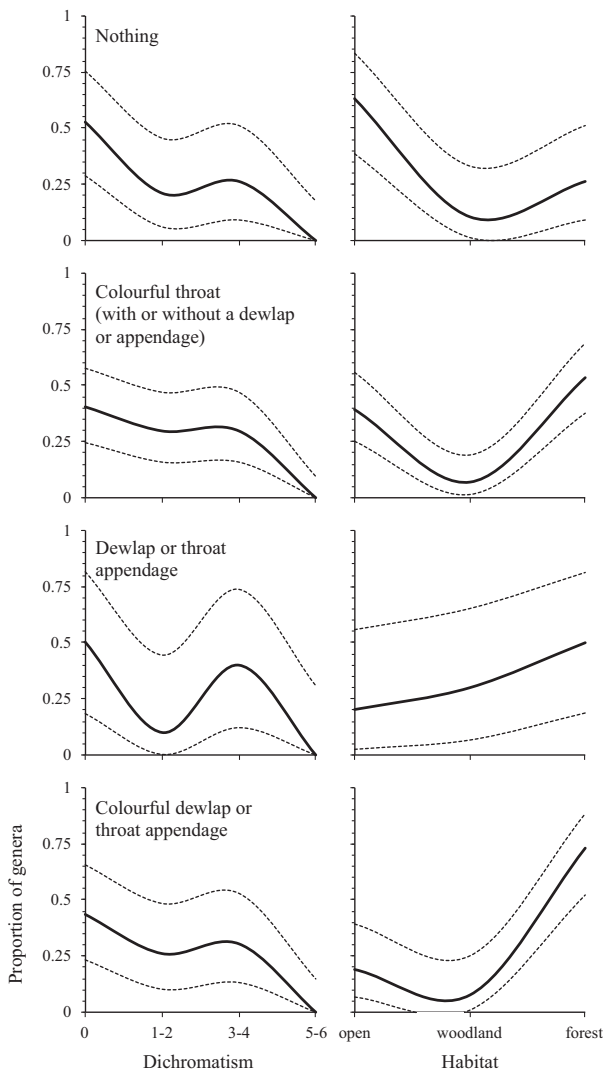 1
0.75
0.5
0.25
0
Nothing
1
0.75
0.5
0.25
0
Colourful throat
(with or without a dewlap
or appendage)
1
0.75
0.5
0.25
0
Dewlap or throat
appendage
1
0.75
0.5
0.25
0
Colourful dewlap or
throat appendage
Proportion of genera
0 1-2 3-4 5-6
open woodland forest
Dichromatism
Habitat